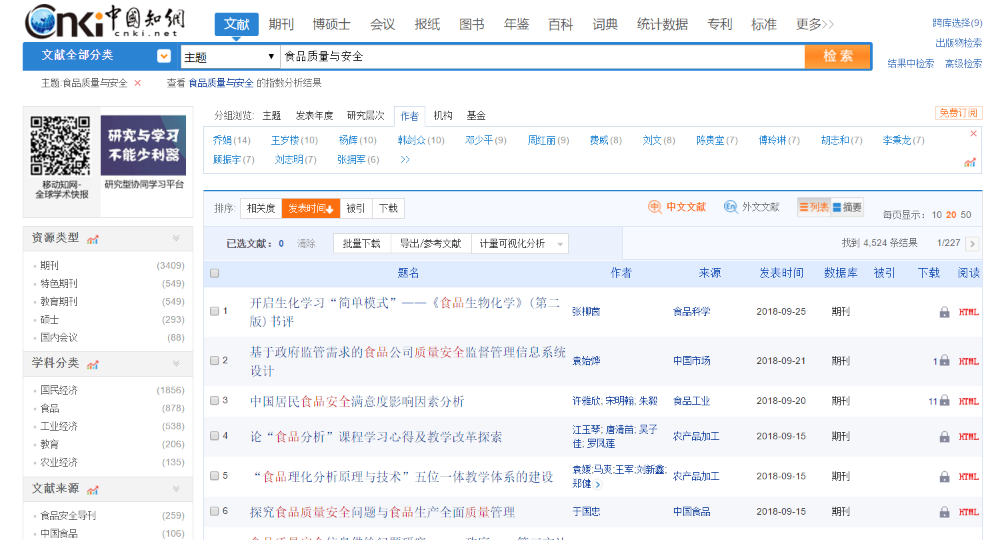 cnki 中国知網
cnki.net
文献 期刊 博硕士 会议 报纸 图书 年鉴 百科 词典 统计数据 专利 标准 更多>>
跨库选择(9)
出版物检索
文献全部分类 主题 ▼ 食品质量与安全 检索
结果中检索 高级检索
主题:食品质量与安全 × 查看 食品质量与安全 的指数分析结果
分组浏览: 主题 发表年度 研究层次 作者 机构 基金 免费订阅
乔娟(14) 王岁楼(10) 杨辉(10) 韩剑众(10) 邓少平(9) 周红丽(9) 费威(8) 刘文(8) 陈贵堂(7) 傅玲琳(7) 胡志和(7) 李秉龙(7)
顾振宇(7) 刘志明(7) 张拥军(6) >>
研究与学习
不能少利器
移动知网-
全球学术快报
研究型协同学习平台
排序: 相关度 发表时间 被引 下载 中文文献 En 外文文献 列表 摘要 每页显示: 10 20 50
已选文献: 0 清除 批量下载 导出/参考文献 计量可视化分析 找到 4,524 条结果 1/227 >
题名 作者 来源 发表时间 数据库 被引 下载 阅读
1 开启生化学习“简单模式”——《食品生物化学》(第二
版)书评 张柳茵 食品科学 2018-09-25 期刊 HTML
2 基于政府监管需求的食品公司质量安全监督管理信息系统
设计 袁始烨 中国市场 2018-09-21 期刊 1 HTML
3 中国居民食品安全满意度影响因素分析 许雅欣; 宋明翰; 朱毅 食品工业 2018-09-20 期刊 11 HTML
4 论“食品分析”课程学习心得及教学改革探索 江玉琴; 唐清苗; 吴子
佳; 罗凤莲 农产品加工 2018-09-15 期刊 HTML
5 “食品理化分析原理与技术”五位一体教学体系的建设 袁媛;马爽;王军;刘新鑫;
郑健 > 农产品加工 2018-09-15 期刊 HTML
6 探究食品质量安全问题与食品生产全面质量管理 于国忠 中国食品 2018-09-15 期刊 HTML
资源类型
期刊 (3409)
特色期刊 (549)
教育期刊 (549)
硕士 (293)
国内会议 (88)
学科分类
国民经济 (1856)
食品 (878)
工业经济 (538)
教育 (206)
农业经济 (135)
文献来源
食品安全导刊 (259)
中国食品 (106)